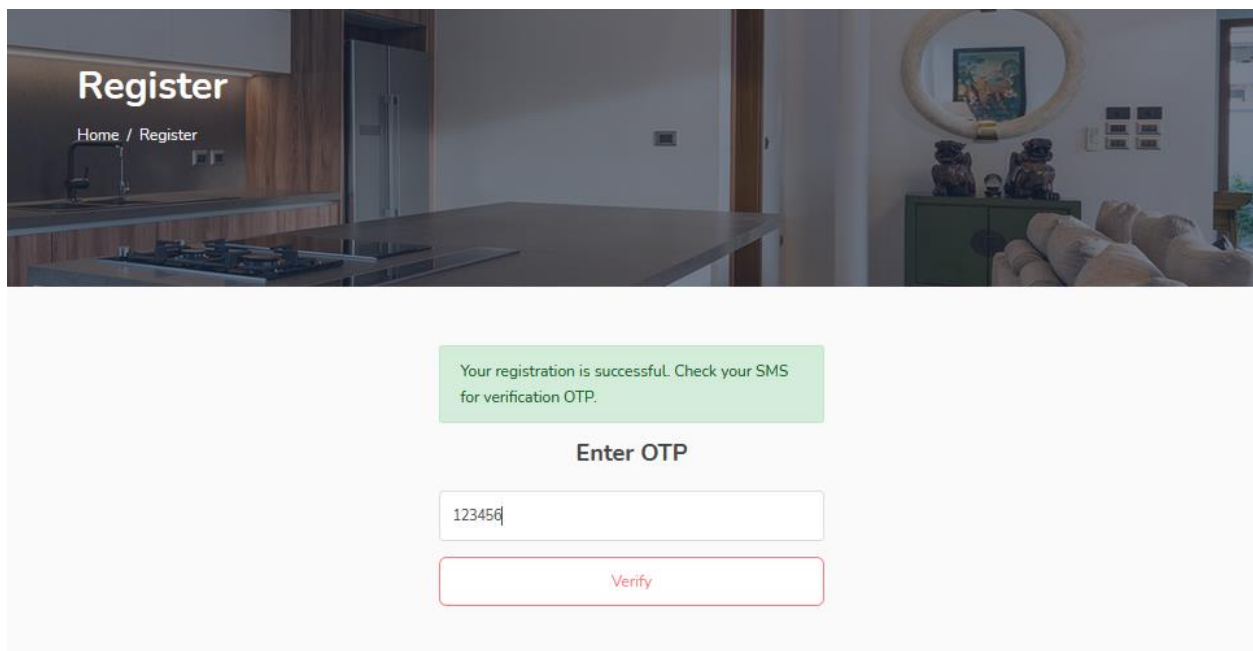 Register
Home / Register
Your registration is successful. Check your SMS
for verification OTP.
Enter OTP
123456
Verify